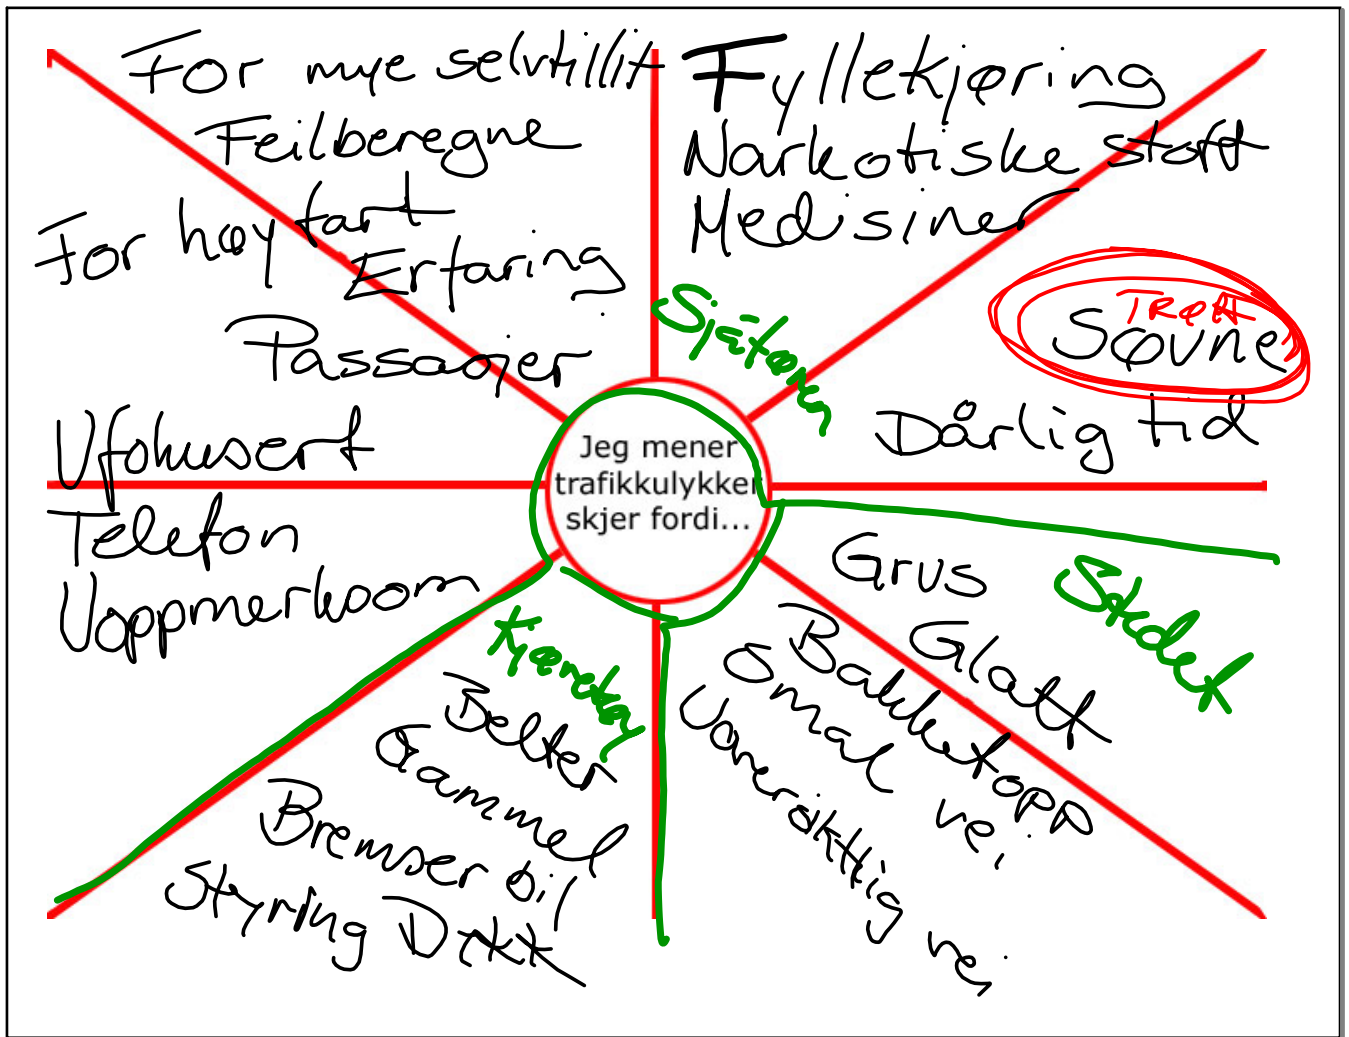 For mye selvtillit
Feilberegne
For høy fart
Erfaring
Passasjer
Ufokusert
Fyllekjøring
Narkotiske stoff
Medisiner
Sjåføren
Trøtt
Søvne
Dårlig tid
Jeg mener
trafikkulykker
skjer fordi...
Telefon
Uoppmerksom
Kjøretøy
Belter
Gammel
bil
Bremser
Styring Dekk
Grus
Stedet
Glatt
Bakketopp
Smal vei
Uoversiktlig vei